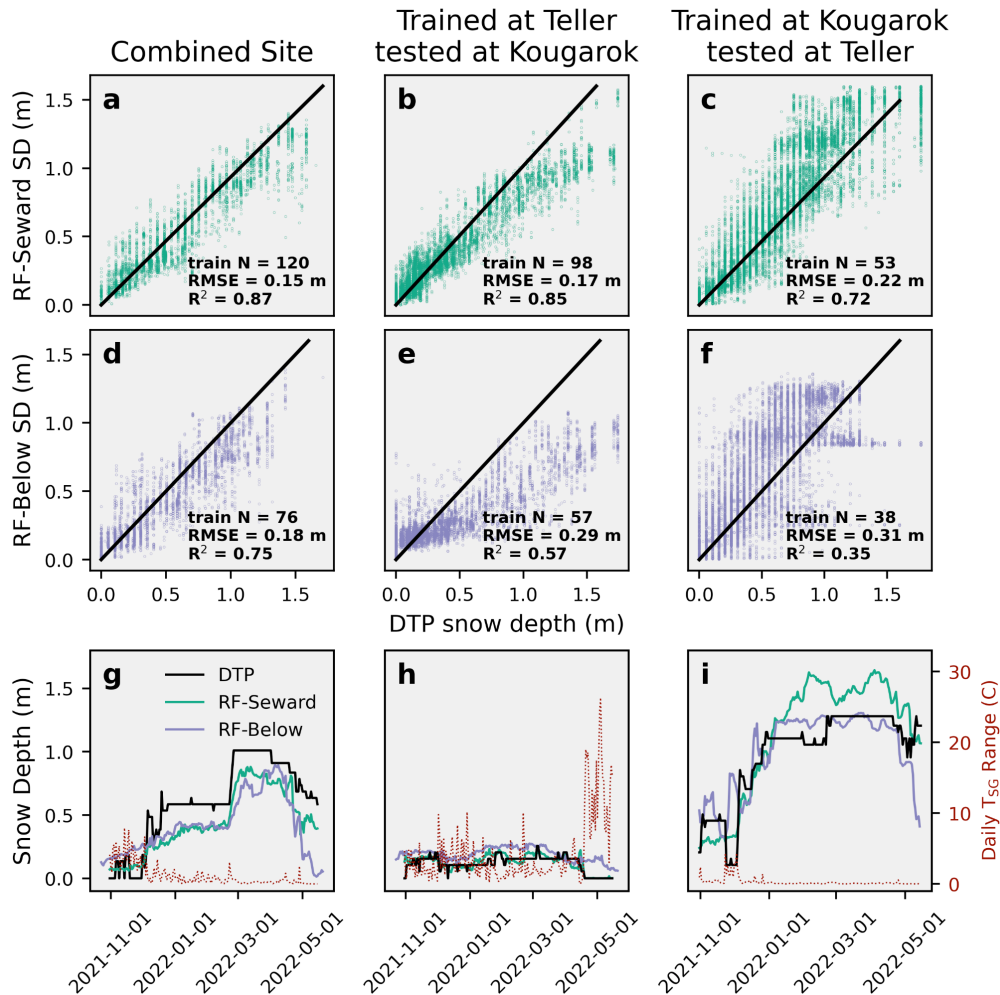 Combined Site
Trained at Teller
tested at Kougarok
Trained at Kougarok
tested at Teller
RF-Seward SD (m)
1.5
1.0
0.5
0.0
a
train N = 120
RMSE = 0.15 m
R² = 0.87
b
train N = 98
RMSE = 0.17 m
R² = 0.85
c
train N = 53
RMSE = 0.22 m
R² = 0.72
RF-Below SD (m)
1.5
1.0
0.5
0.0
d
train N = 76
RMSE = 0.18 m
R² = 0.75
e
train N = 57
RMSE = 0.29 m
R² = 0.57
f
train N = 38
RMSE = 0.31 m
R² = 0.35
0.0 0.5 1.0 1.5
0.0 0.5 1.0 1.5
0.0 0.5 1.0 1.5
DTP snow depth (m)
Snow Depth (m)
1.5
1.0
0.5
0.0
g
DTP
RF-Seward
RF-Below
h
i
30
20
10
0
Daily T_SG Range (C)
2021-11-01 2022-01-01 2022-03-01 2022-05-01
2021-11-01 2022-01-01 2022-03-01 2022-05-01
2021-11-01 2022-01-01 2022-03-01 2022-05-01